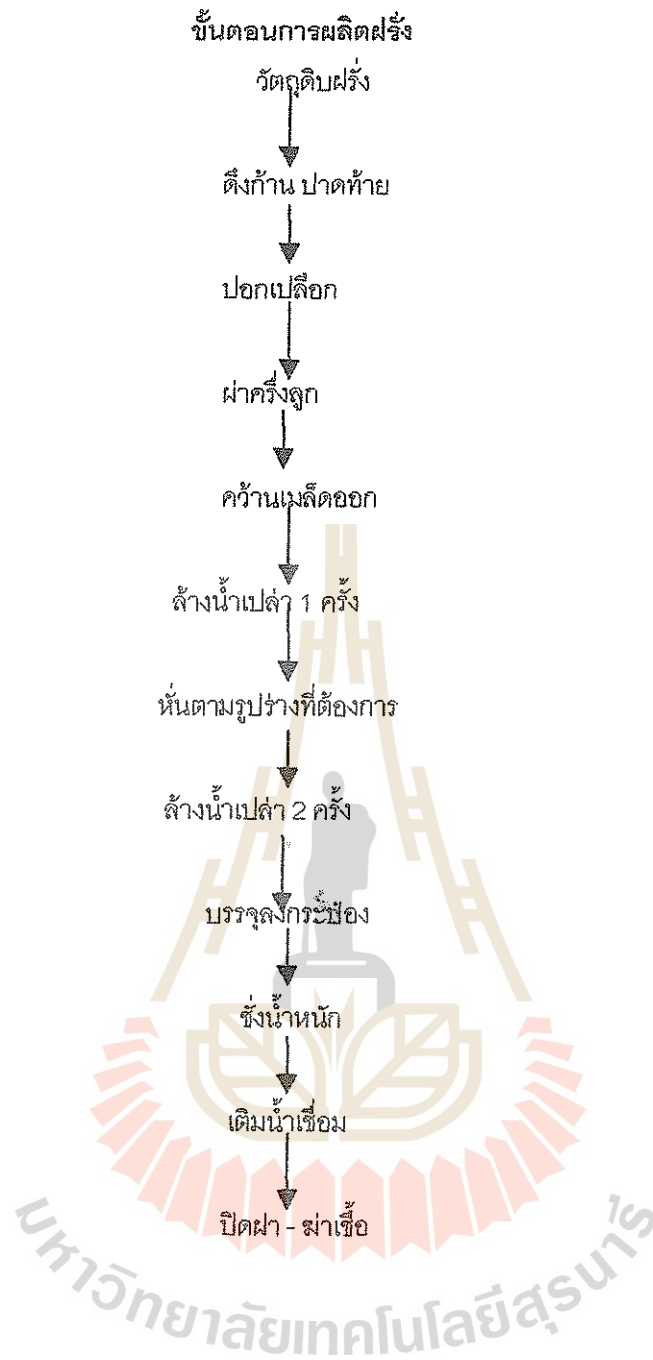 ขั้นตอนการผลิตฝรั่ง
วัตถุดิบฝรั่ง
ดึงก้าน ปาดท้าย
ปอกเปลือก
ผ่าครึ่งลูก
คว้านเมล็ดออก
ล้างน้ำเปล่า 1 ครั้ง
หั่นตามรูปร่างที่ต้องการ
ล้างน้ำเปล่า 2 ครั้ง
บรรจุลงกระป๋อง
ชั่งน้ำหนัก
เติมน้ำเชื่อม
ปิดฝา - ฆ่าเชื้อ
มหาวิทยาลัยเทคโนโลยีสุรนารี